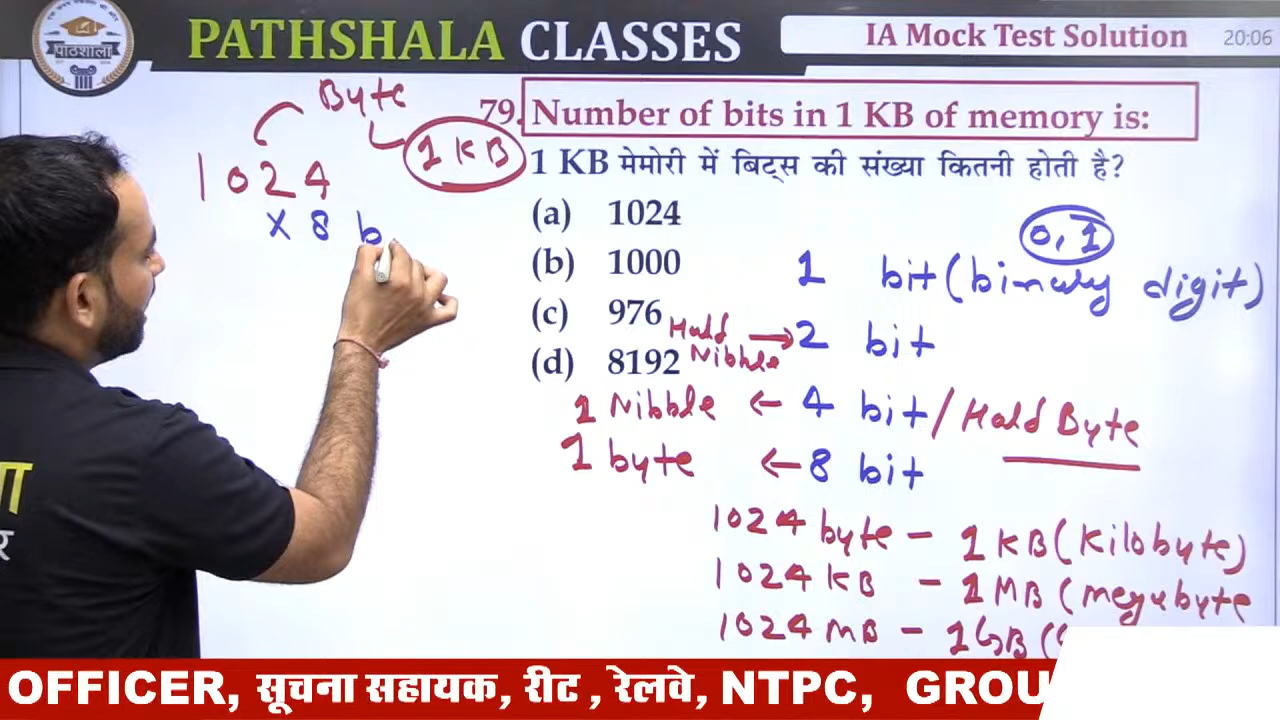 पाठशाला
PATHSHALA CLASSES
IA Mock Test Solution
20:06
Byte
1 KB
1024
x 8 b
79. Number of bits in 1 KB of memory is:
1 KB मेमोरी में बिट्स की संख्या कितनी होती है?
(a) 1024
(b) 1000
(c) 976
(d) 8192
0, 1
1 bit (binary digit)
Half Nibble → 2 bit
1 Nibble ← 4 bit / Half Byte
1 byte ← 8 bit
1024 byte - 1 KB (Kilobyte)
1024 KB - 1 MB (megabyte
1024 MB - 1 GB (
OFFICER, सूचना सहायक, रीट , रेलवे, NTPC, GROU